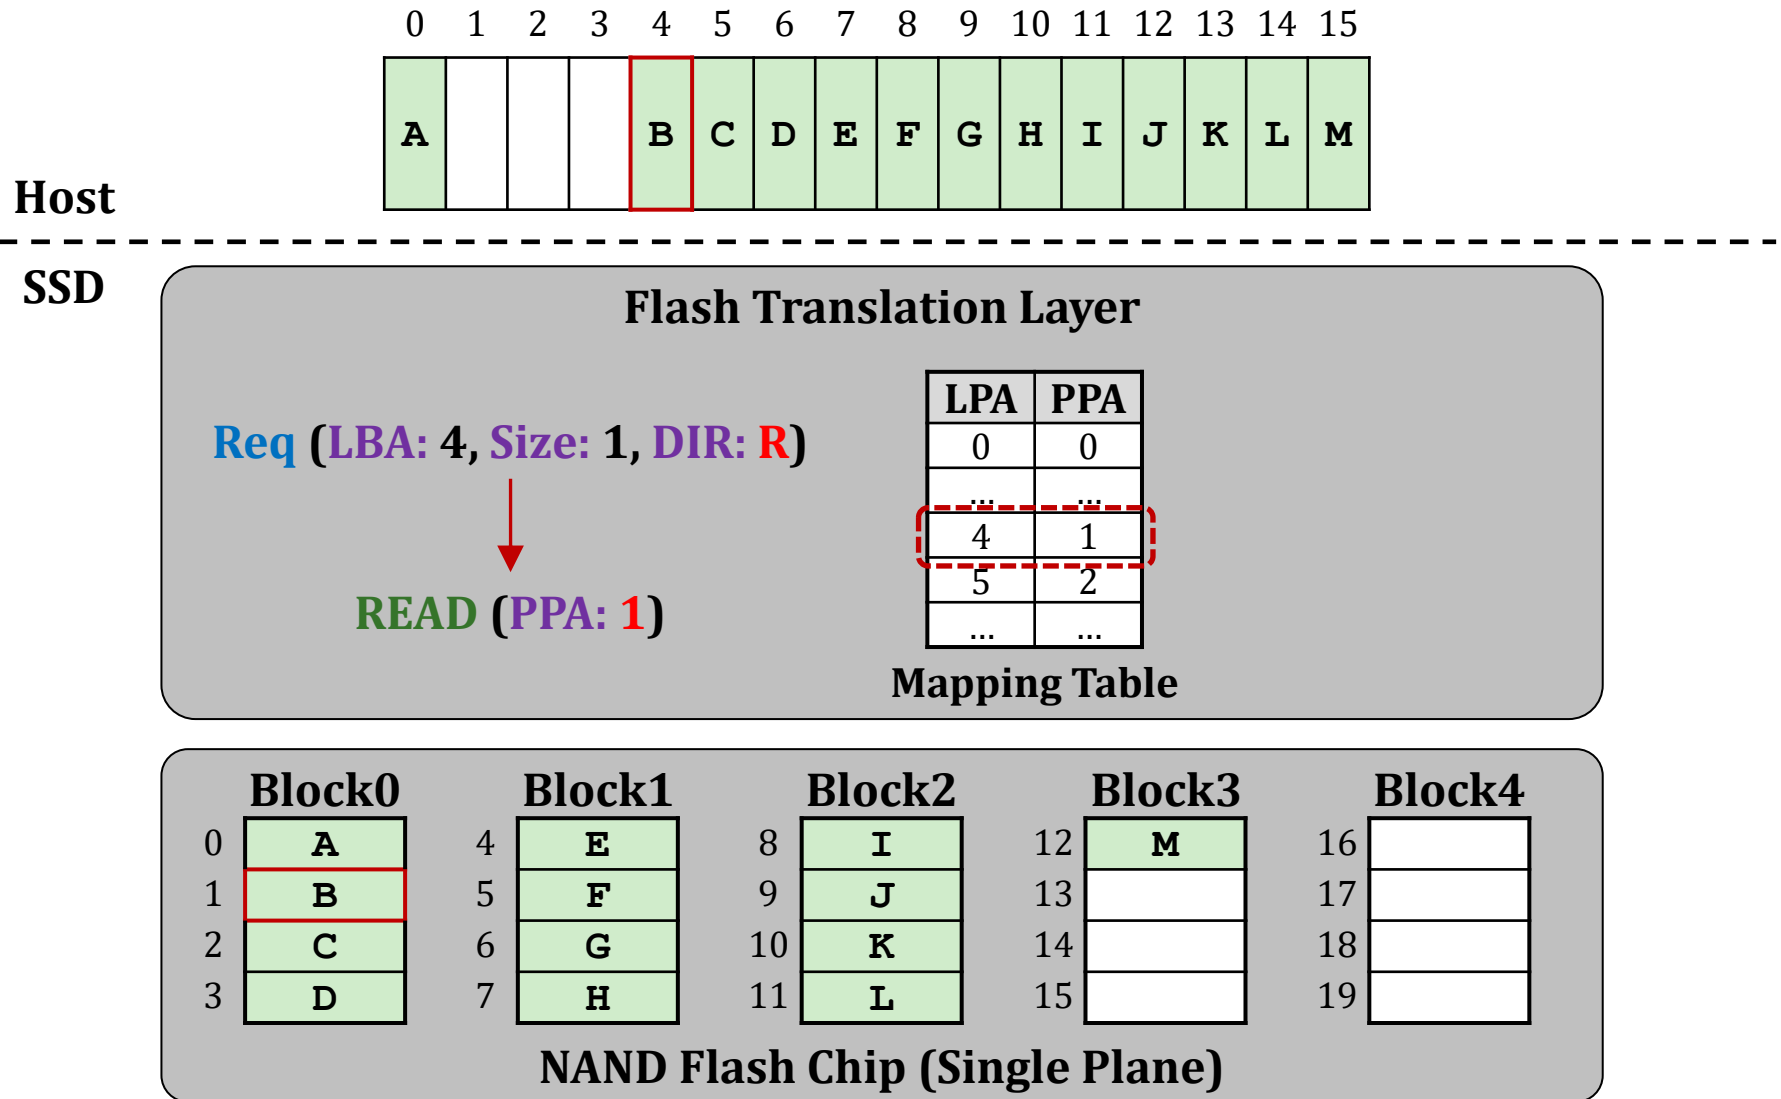 0 1 2 3 4 5 6 7 8 9 10 11 12 13 14 15
A B C D E F G H I J K L M
Host
SSD
Flash Translation Layer
LPA PPA
Req (LBA: 4, Size: 1, DIR: R)
0 0
... ...
4 1
5 2
READ (PPA: 1)
... ...
Mapping Table
Block0 Block1 Block2 Block3 Block4
0 A 4 E 8 I 12 M 16
1 B 5 F 9 J 13 17
2 C 6 G 10 K 14 18
3 D 7 H 11 L 15 19
NAND Flash Chip (Single Plane)